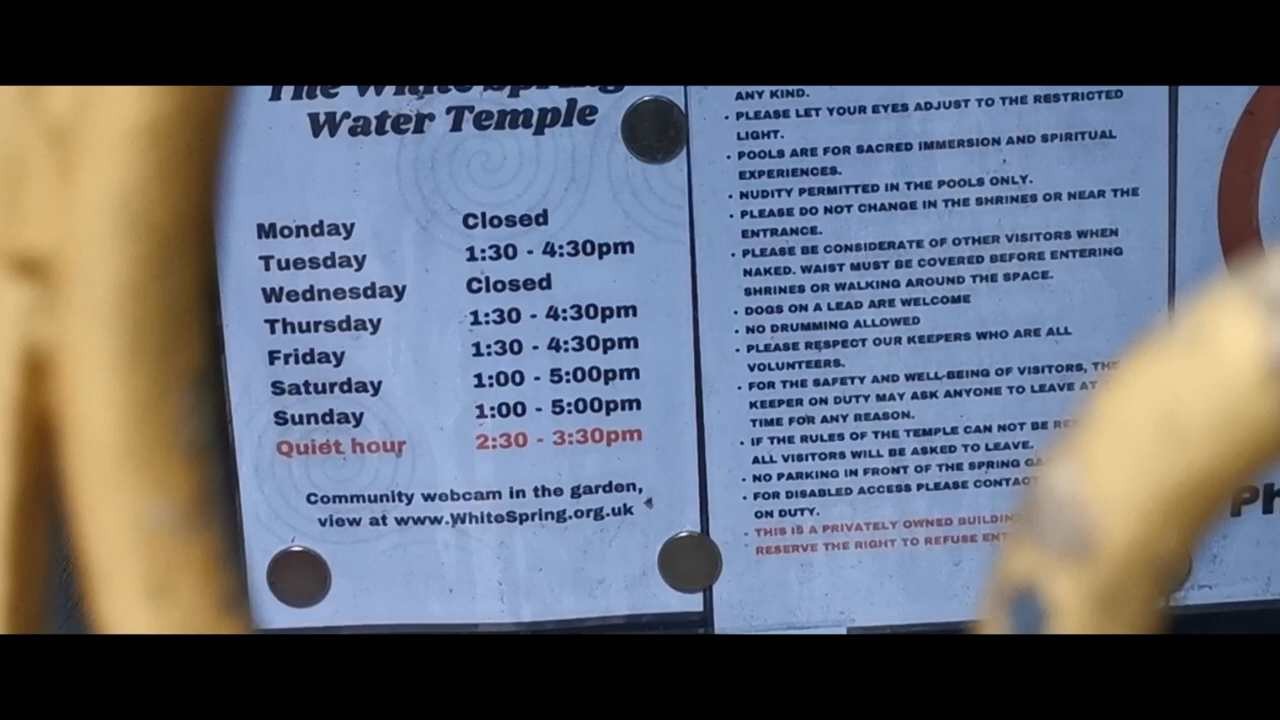 The White Spring
Water Temple
Monday Closed
Tuesday 1:30 - 4:30pm
Wednesday Closed
Thursday 1:30 - 4:30pm
Friday 1:30 - 4:30pm
Saturday 1:00 - 5:00pm
Sunday 1:00 - 5:00pm
Quiet hour 2:30 - 3:30pm
Community webcam in the garden,
view at www.WhiteSpring.org.uk
ANY KIND.
• PLEASE LET YOUR EYES ADJUST TO THE RESTRICTED
LIGHT.
• POOLS ARE FOR SACRED IMMERSION AND SPIRITUAL
EXPERIENCES.
• NUDITY PERMITTED IN THE POOLS ONLY.
• PLEASE DO NOT CHANGE IN THE SHRINES OR NEAR THE
ENTRANCE.
• PLEASE BE CONSIDERATE OF OTHER VISITORS WHEN
NAKED. WAIST MUST BE COVERED BEFORE ENTERING
SHRINES OR WALKING AROUND THE SPACE.
• DOGS ON A LEAD ARE WELCOME
• NO DRUMMING ALLOWED
• PLEASE RESPECT OUR KEEPERS WHO ARE ALL
VOLUNTEERS.
• FOR THE SAFETY AND WELL-BEING OF VISITORS, THE
KEEPER ON DUTY MAY ASK ANYONE TO LEAVE AT
TIME FOR ANY REASON.
• IF THE RULES OF THE TEMPLE CAN NOT BE
ALL VISITORS WILL BE ASKED TO LEAVE.
• NO PARKING IN FRONT OF THE SPRING
• FOR DISABLED ACCESS PLEASE CONTACT
ON DUTY.
• THIS IS A PRIVATELY OWNED BUILDING
RESERVE THE RIGHT TO REFUSE